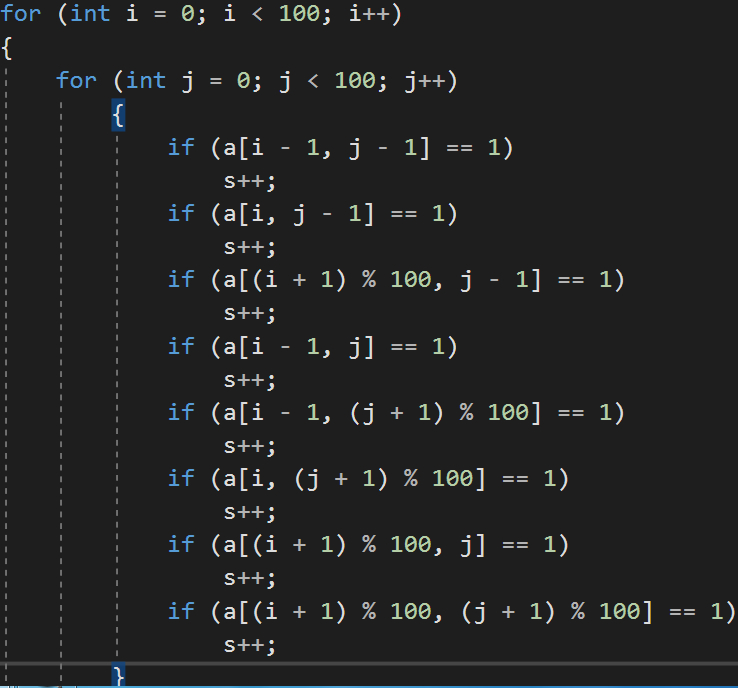 for (int i = 0; i < 100; i++)
{
    for (int j = 0; j < 100; j++)
        {
            if (a[i - 1, j - 1] == 1)
                s++;
            if (a[i, j - 1] == 1)
                s++;
            if (a[(i + 1) % 100, j - 1] == 1)
                s++;
            if (a[i - 1, j] == 1)
                s++;
            if (a[i - 1, (j + 1) % 100] == 1)
                s++;
            if (a[i, (j + 1) % 100] == 1)
                s++;
            if (a[(i + 1) % 100, j] == 1)
                s++;
            if (a[(i + 1) % 100, (j + 1) % 100] == 1)
                s++;
        }